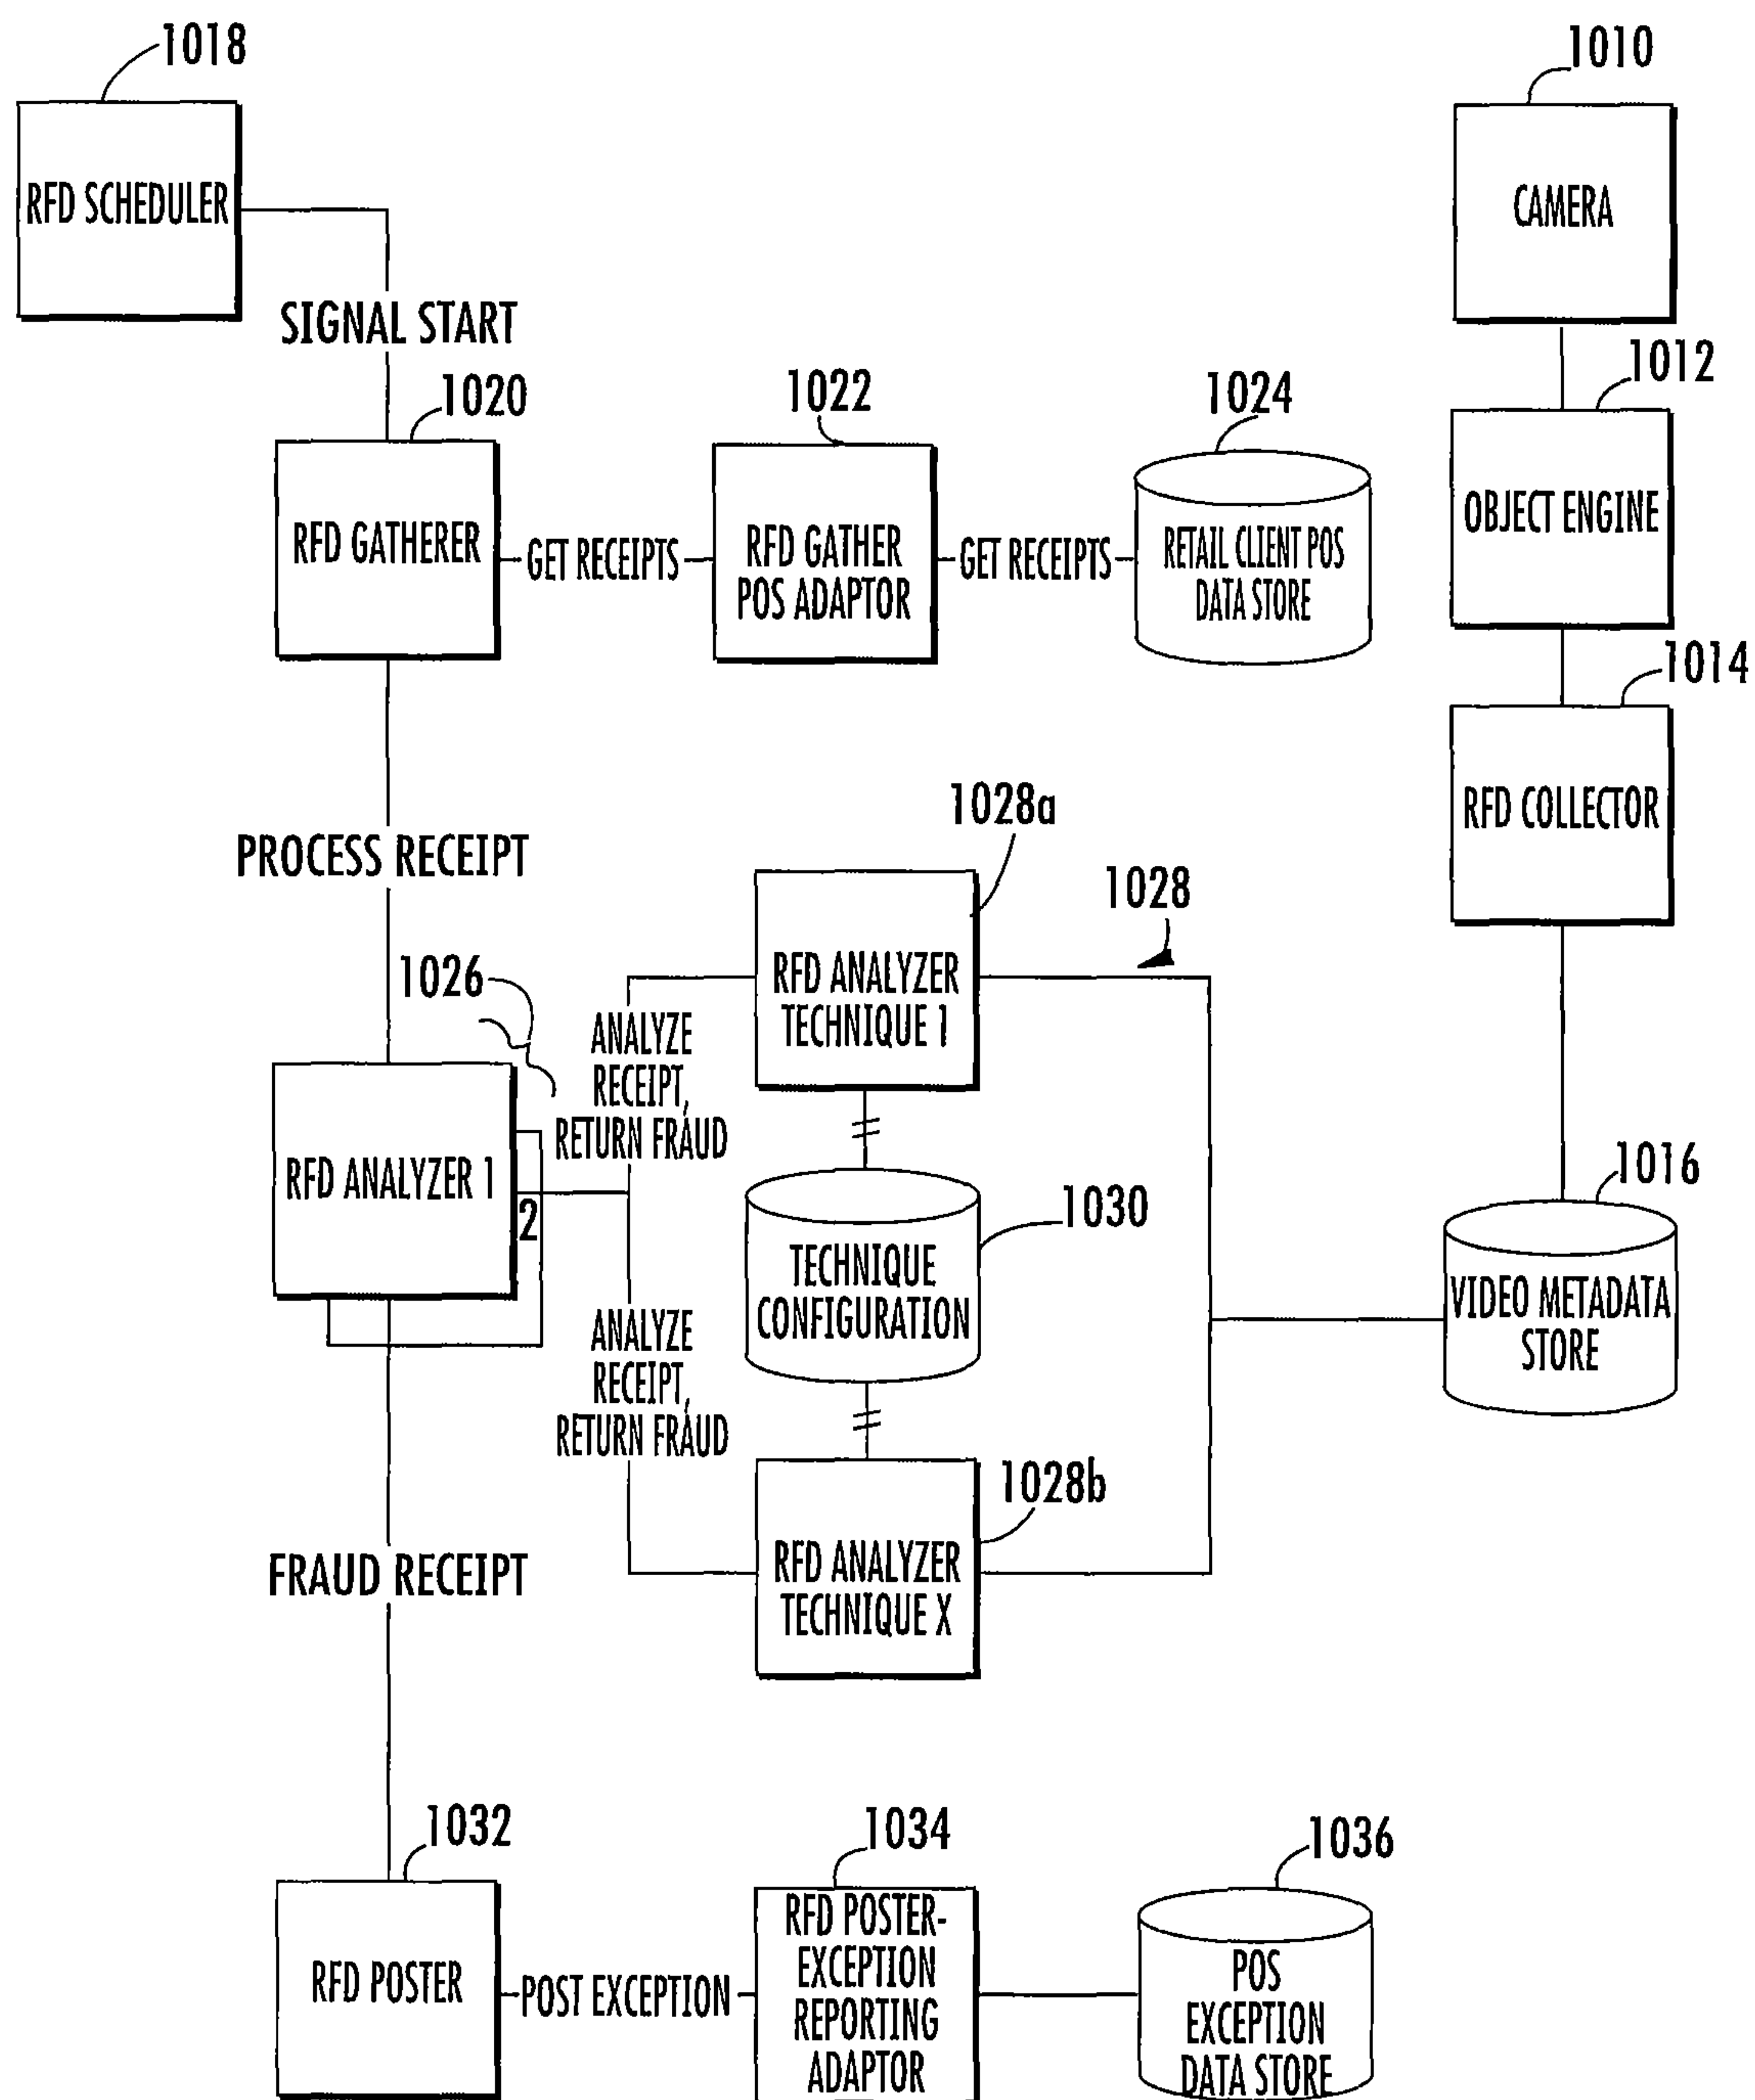 1018
1010
RFD SCHEDULER
CAMERA
SIGNAL START
1012
1020
1022
1024
OBJECT ENGINE
RFD GATHERER
GET RECEIPTS
RFD GATHER
POS ADAPTOR
GET RECEIPTS
RETAIL CLIENT POS
DATA STORE
1014
RFD COLLECTOR
PROCESS RECEIPT
1028a
1028
RFD ANALYZER
TECHNIQUE 1
1026
ANALYZE
RECEIPT,
RETURN FRAUD
RFD ANALYZER 1
2
1030
TECHNIQUE
CONFIGURATION
1016
VIDEO METADATA
STORE
ANALYZE
RECEIPT,
RETURN FRAUD
1028b
RFD ANALYZER
TECHNIQUE X
FRAUD RECEIPT
1032
1034
1036
RFD POSTER
POST EXCEPTION
RFD POSTER-
EXCEPTION
REPORTING
ADAPTOR
POS
EXCEPTION
DATA STORE